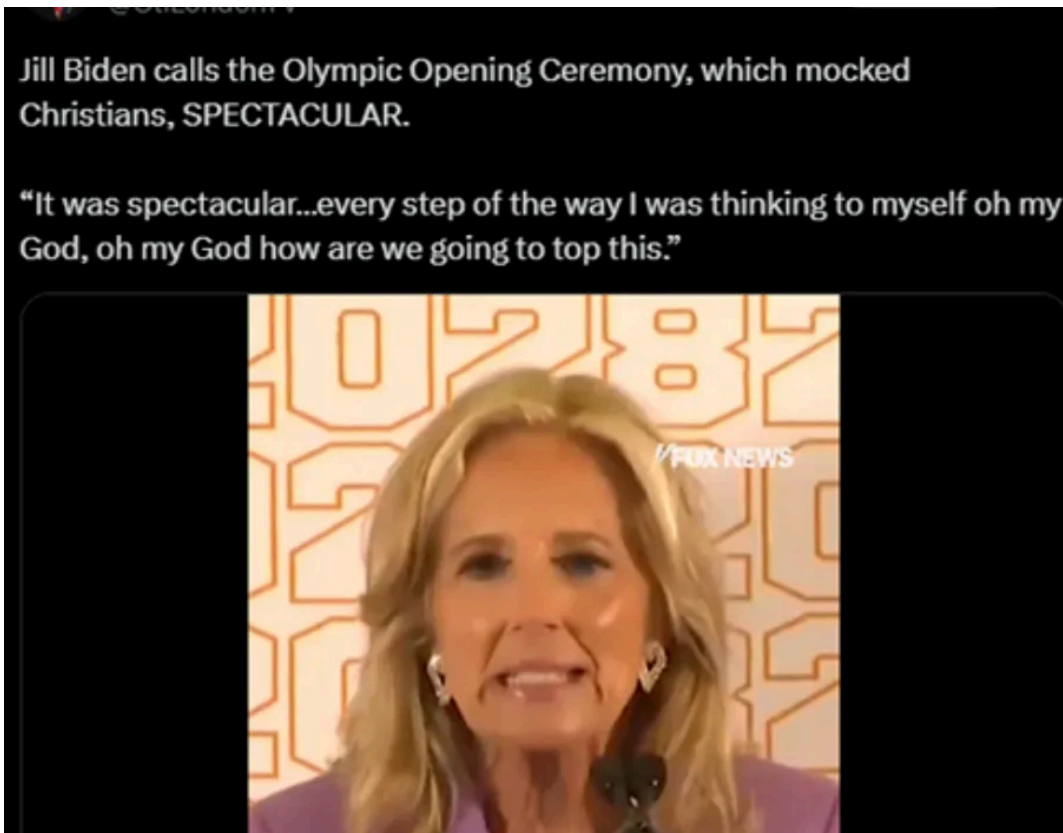 Jill Biden calls the Olympic Opening Ceremony, which mocked
Christians, SPECTACULAR.
“It was spectacular...every step of the way I was thinking to myself oh my
God, oh my God how are we going to top this.”
2028 2
FOX NEWS